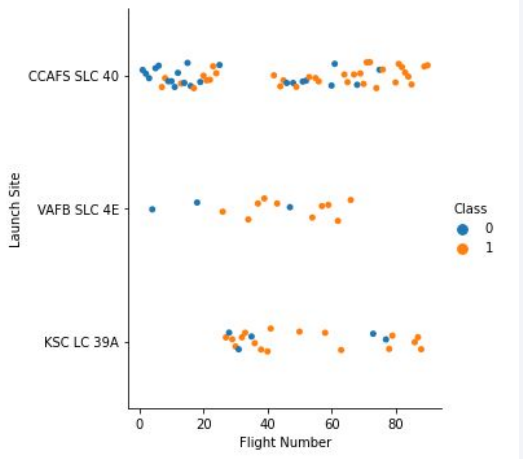 CCAFS SLC 40
VAFB SLC 4E
KSC LC 39A
Launch Site
0 20 40 60 80
Flight Number
Class
0
1